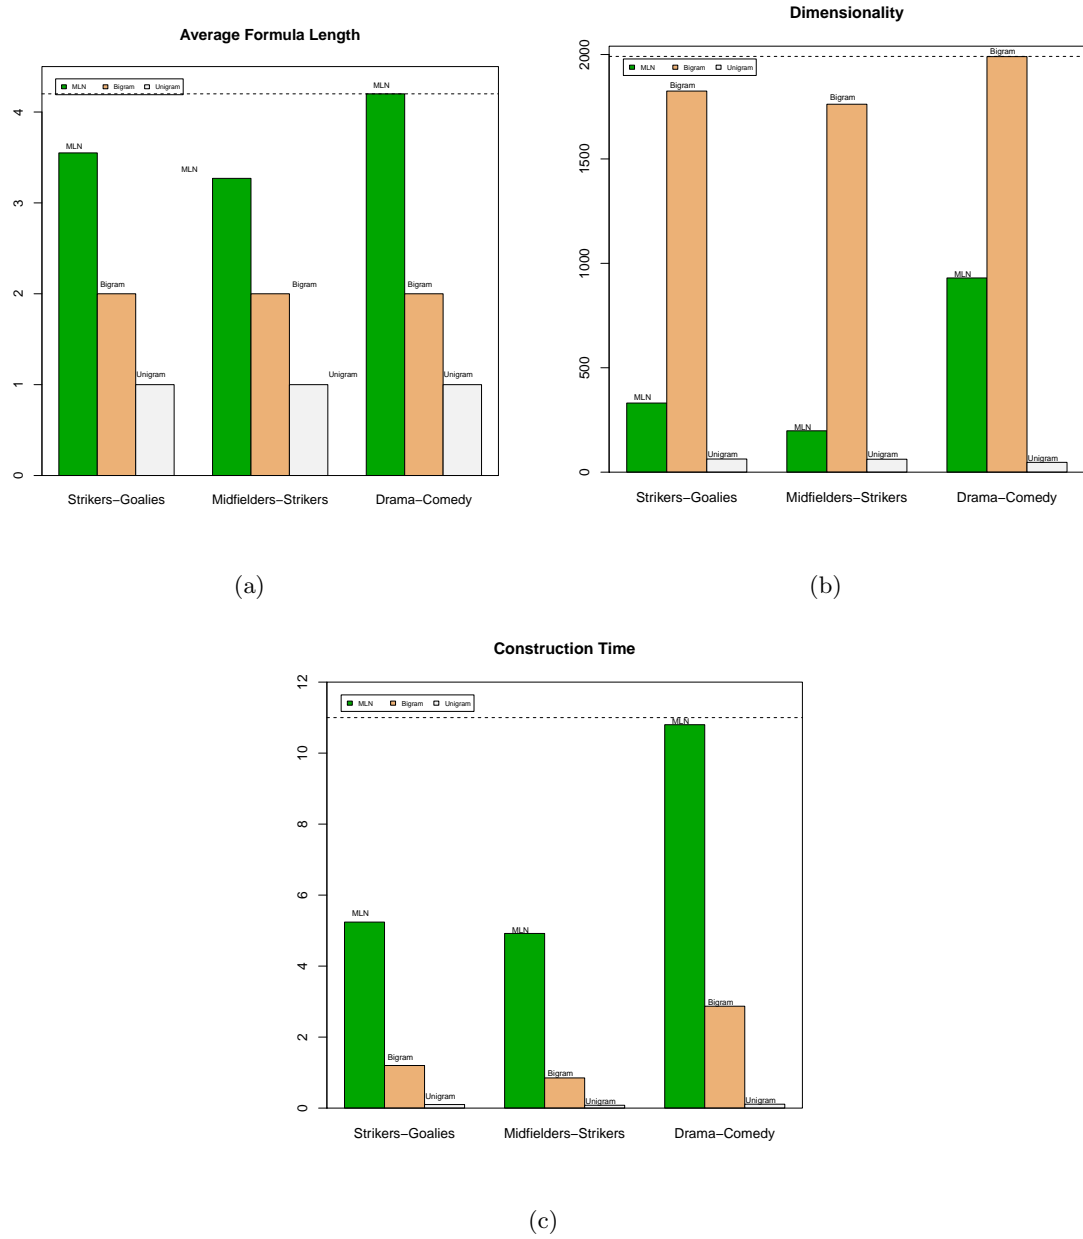 Average Formula Length
MLN Bigram Unigram
MLN
MLN
MLN
Bigram
Bigram
Bigram
Unigram
Unigram
Unigram
0 1 2 3 4
Strikers−Goalies Midfielders−Strikers Drama−Comedy
(a)
Dimensionality
MLN Bigram Unigram
Bigram
Bigram
Bigram
MLN
MLN
MLN
Unigram
Unigram
Unigram
0 500 1000 1500 2000
Strikers−Goalies Midfielders−Strikers Drama−Comedy
(b)
Construction Time
MLN Bigram Unigram
MLN
MLN
MLN
Bigram
Bigram
Bigram
Unigram
Unigram
Unigram
0 2 4 6 8 10 12
Strikers−Goalies Midfielders−Strikers Drama−Comedy
(c)